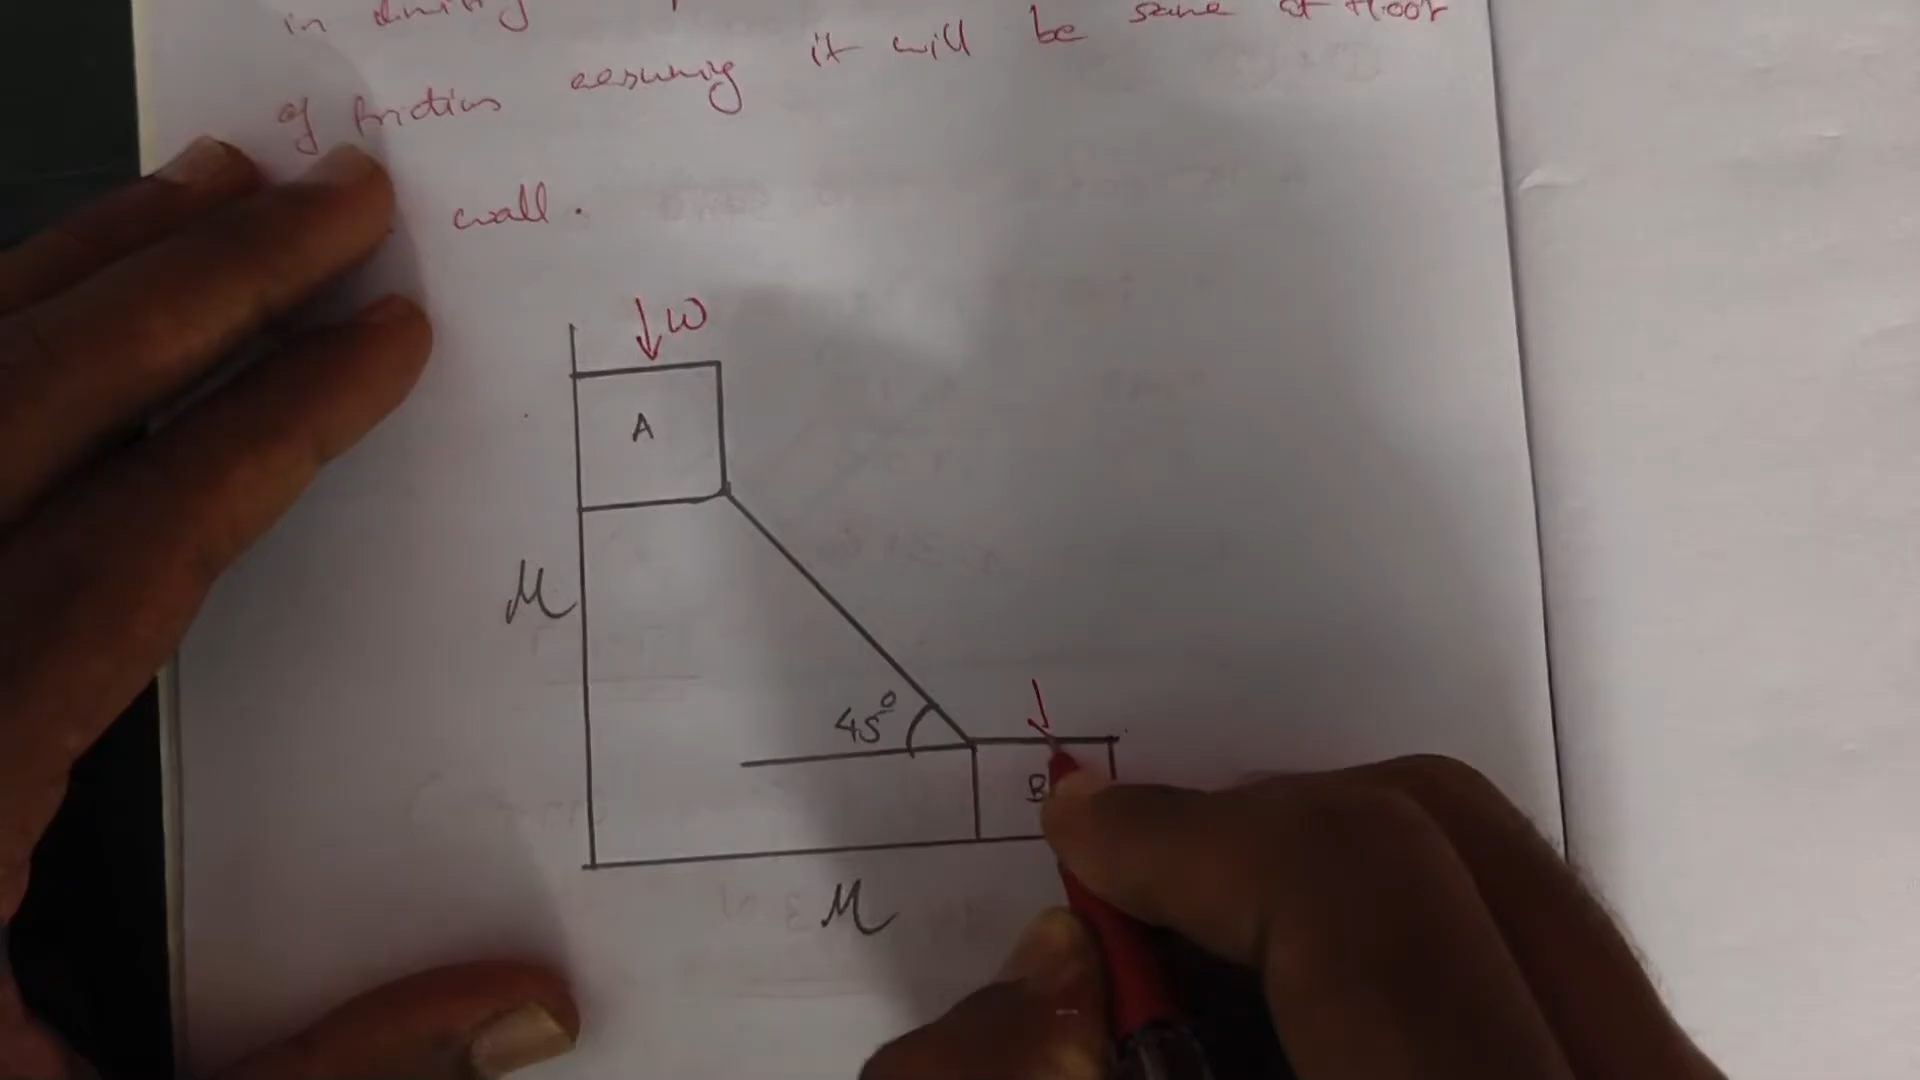 in
it will be same at floor
of friction assuming
wall.
↓W
A
M
45°
B
M